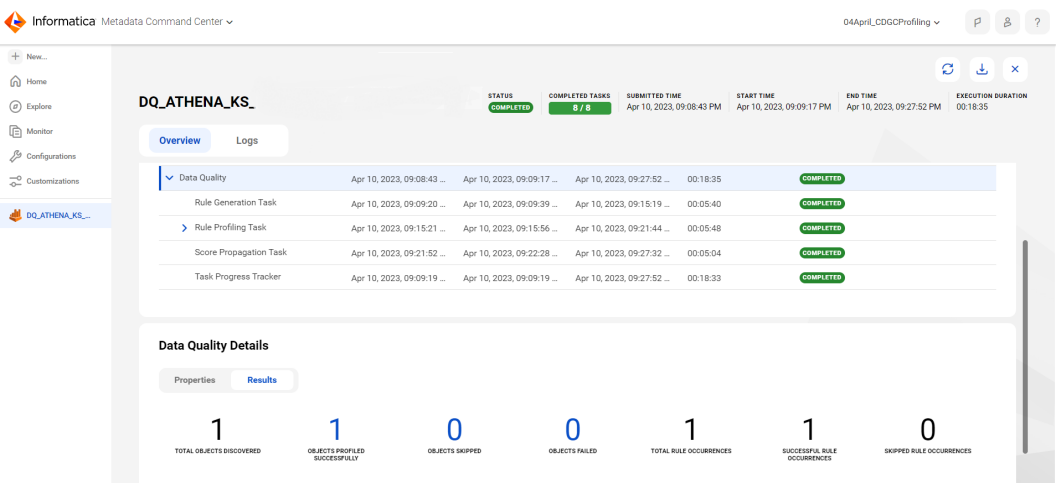 Informatica Metadata Command Center
04April_CDGCProfiling
?
New...
Home
Explore
Monitor
Configurations
Customizations
DQ_ATHENA_KS_...
DQ_ATHENA_KS_
STATUS
COMPLETED
COMPLETED TASKS
8 / 8
SUBMITTED TIME
Apr 10, 2023, 09:08:43 PM
START TIME
Apr 10, 2023, 09:09:17 PM
END TIME
Apr 10, 2023, 09:27:52 PM
EXECUTION DURATION
00:18:35
Overview Logs
Data Quality Apr 10, 2023, 09:08:43 ... Apr 10, 2023, 09:09:17 ... Apr 10, 2023, 09:27:52 ... 00:18:35 COMPLETED
Rule Generation Task Apr 10, 2023, 09:09:20 ... Apr 10, 2023, 09:09:39 ... Apr 10, 2023, 09:15:19 ... 00:05:40 COMPLETED
Rule Profiling Task Apr 10, 2023, 09:15:21 ... Apr 10, 2023, 09:15:56 ... Apr 10, 2023, 09:21:44 ... 00:05:48 COMPLETED
Score Propagation Task Apr 10, 2023, 09:21:52 ... Apr 10, 2023, 09:22:28 ... Apr 10, 2023, 09:27:32 ... 00:05:04 COMPLETED
Task Progress Tracker Apr 10, 2023, 09:09:19 ... Apr 10, 2023, 09:09:19 ... Apr 10, 2023, 09:27:52 ... 00:18:33 COMPLETED
Data Quality Details
Properties Results
1
TOTAL OBJECTS DISCOVERED
1
OBJECTS PROFILED
SUCCESSFULLY
0
OBJECTS SKIPPED
0
OBJECTS FAILED
1
TOTAL RULE OCCURRENCES
1
SUCCESSFUL RULE
OCCURRENCES
0
SKIPPED RULE OCCURRENCES